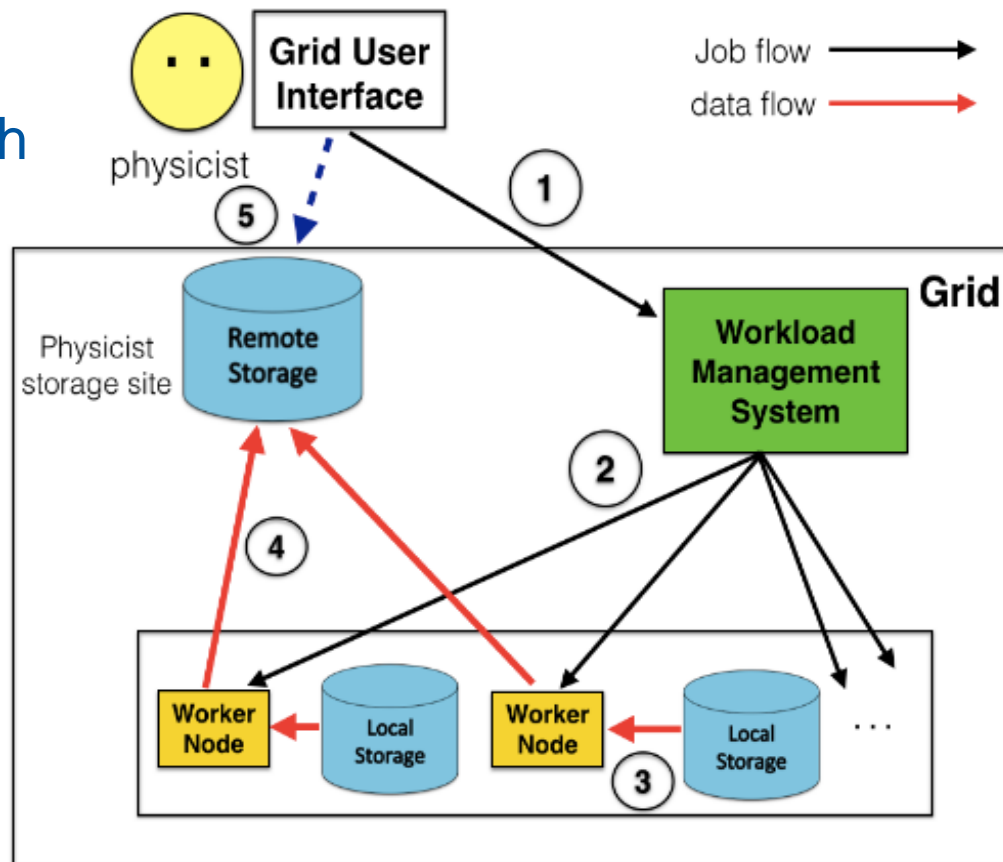 Grid User
Interface
Job flow
data flow
h
physicist
1
5
Grid
Remote
Storage
Physicist
storage site
Workload
Management
System
2
4
Worker
Node
Local
Storage
Worker
Node
Local
Storage
...
3